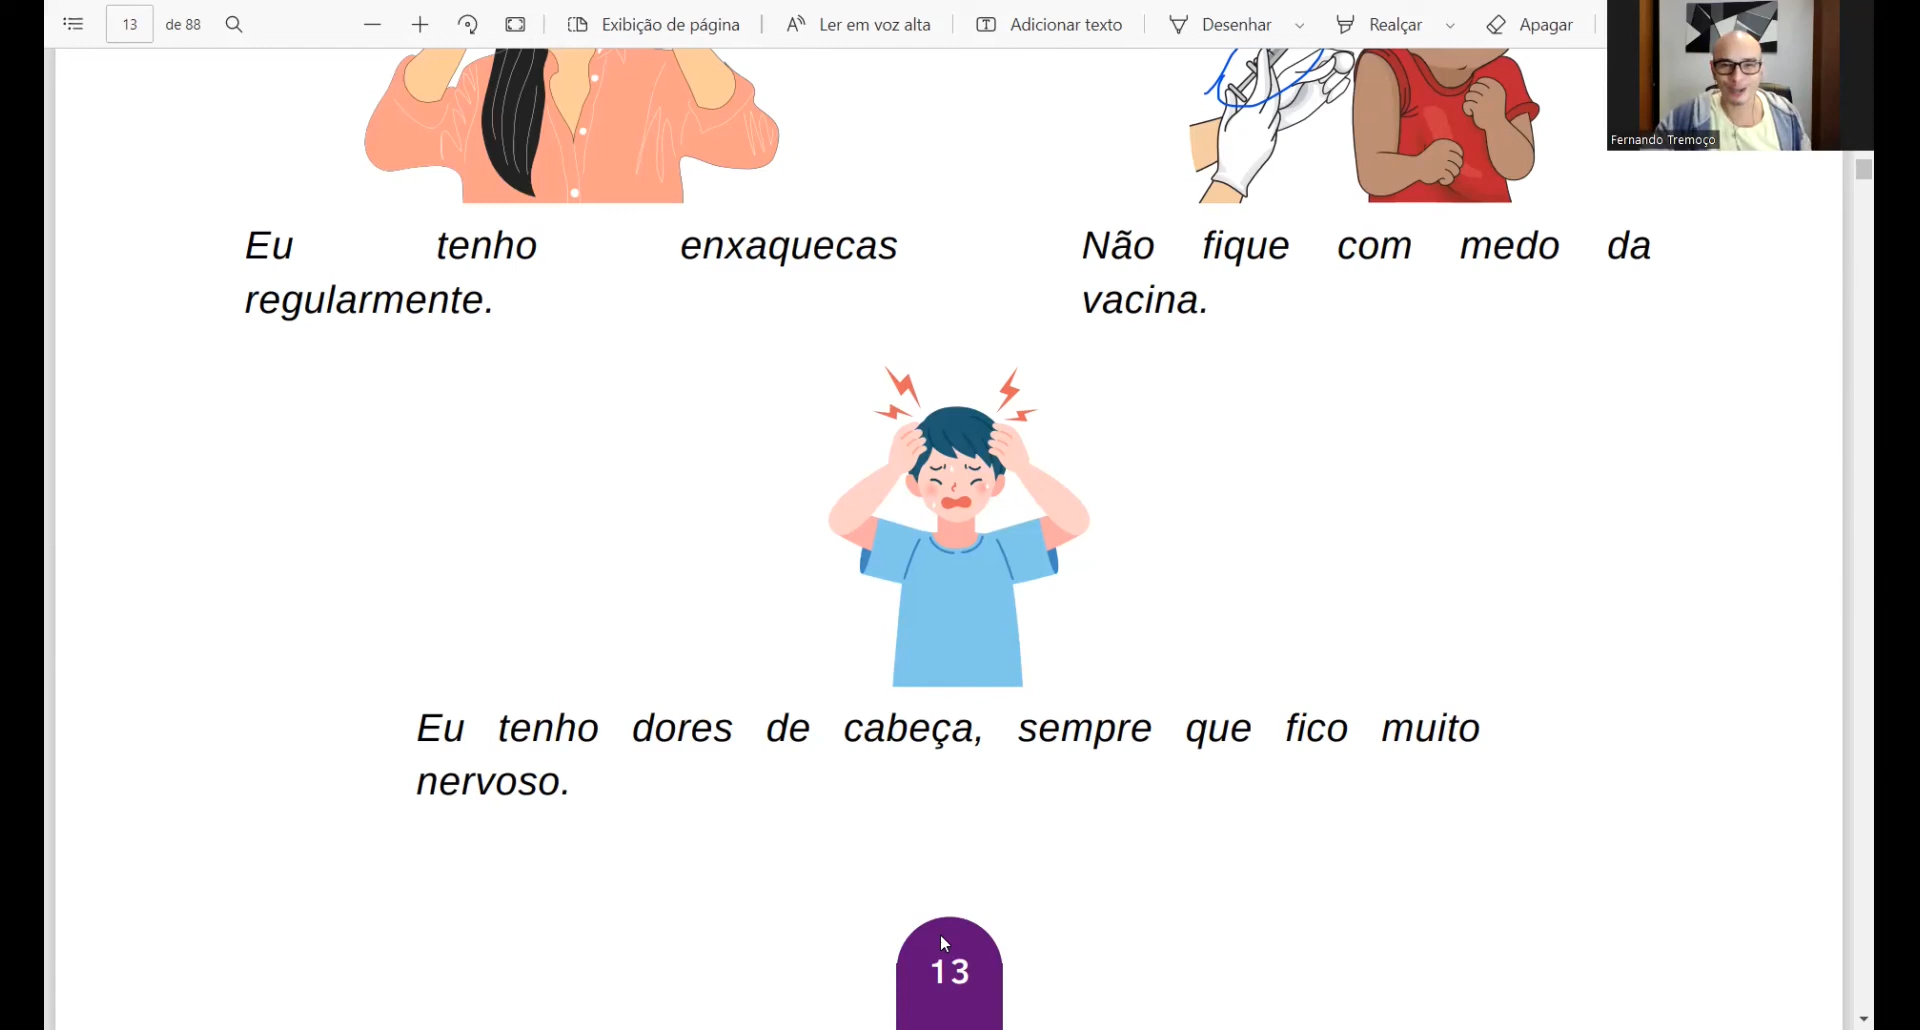 13 de 88 Exibição de página Ler em voz alta Adicionar texto Desenhar Realçar Apagar
Fernando Tremoço
Eu tenho enxaquecas
regularmente.
Não fique com medo da
vacina.
Eu tenho dores de cabeça, sempre que fico muito
nervoso.
13